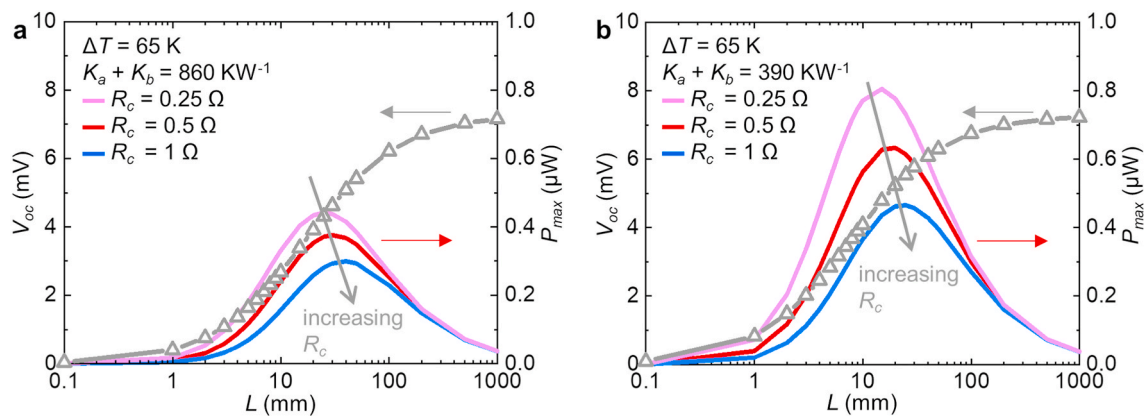 a
ΔT = 65 K
Ka + Kb = 860 KW⁻¹
Rc = 0.25 Ω
Rc = 0.5 Ω
Rc = 1 Ω
increasing
Rc
10
8
6
4
2
0
Voc (mV)
1.0
0.8
0.6
0.4
0.2
0.0
Pmax (µW)
0.1 1 10 100 1000
L (mm)
b
ΔT = 65 K
Ka + Kb = 390 KW⁻¹
Rc = 0.25 Ω
Rc = 0.5 Ω
Rc = 1 Ω
increasing
Rc
10
8
6
4
2
0
Voc (mV)
1.0
0.8
0.6
0.4
0.2
0.0
Pmax (µW)
0.1 1 10 100 1000
L (mm)